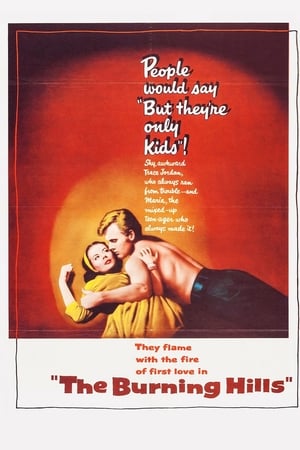 People
would say
"But they're
only
kids"!
Shy awkward
Trace Jordan,
who always ran
from trouble—and
Maria, the
mixed-up
teen-ager who
always made it!
They flame
with the fire
of first love in
"The Burning Hills"